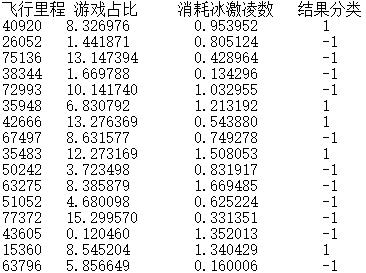 飞行里程 游戏占比 消耗冰激凌数 结果分类
40920 8.326976 0.953952 1
26052 1.441871 0.805124 -1
75136 13.147394 0.428964 -1
38344 1.669788 0.134296 -1
72993 10.141740 1.032955 -1
35948 6.830792 1.213192 1
42666 13.276369 0.543880 1
67497 8.631577 0.749278 -1
35483 12.273169 1.508053 1
50242 3.723498 0.831917 -1
63275 8.385879 1.669485 -1
51052 4.680098 0.625224 -1
77372 15.299570 0.331351 -1
43605 0.120460 1.352013 -1
15360 8.545204 1.340429 1
63796 5.856649 0.160006 -1